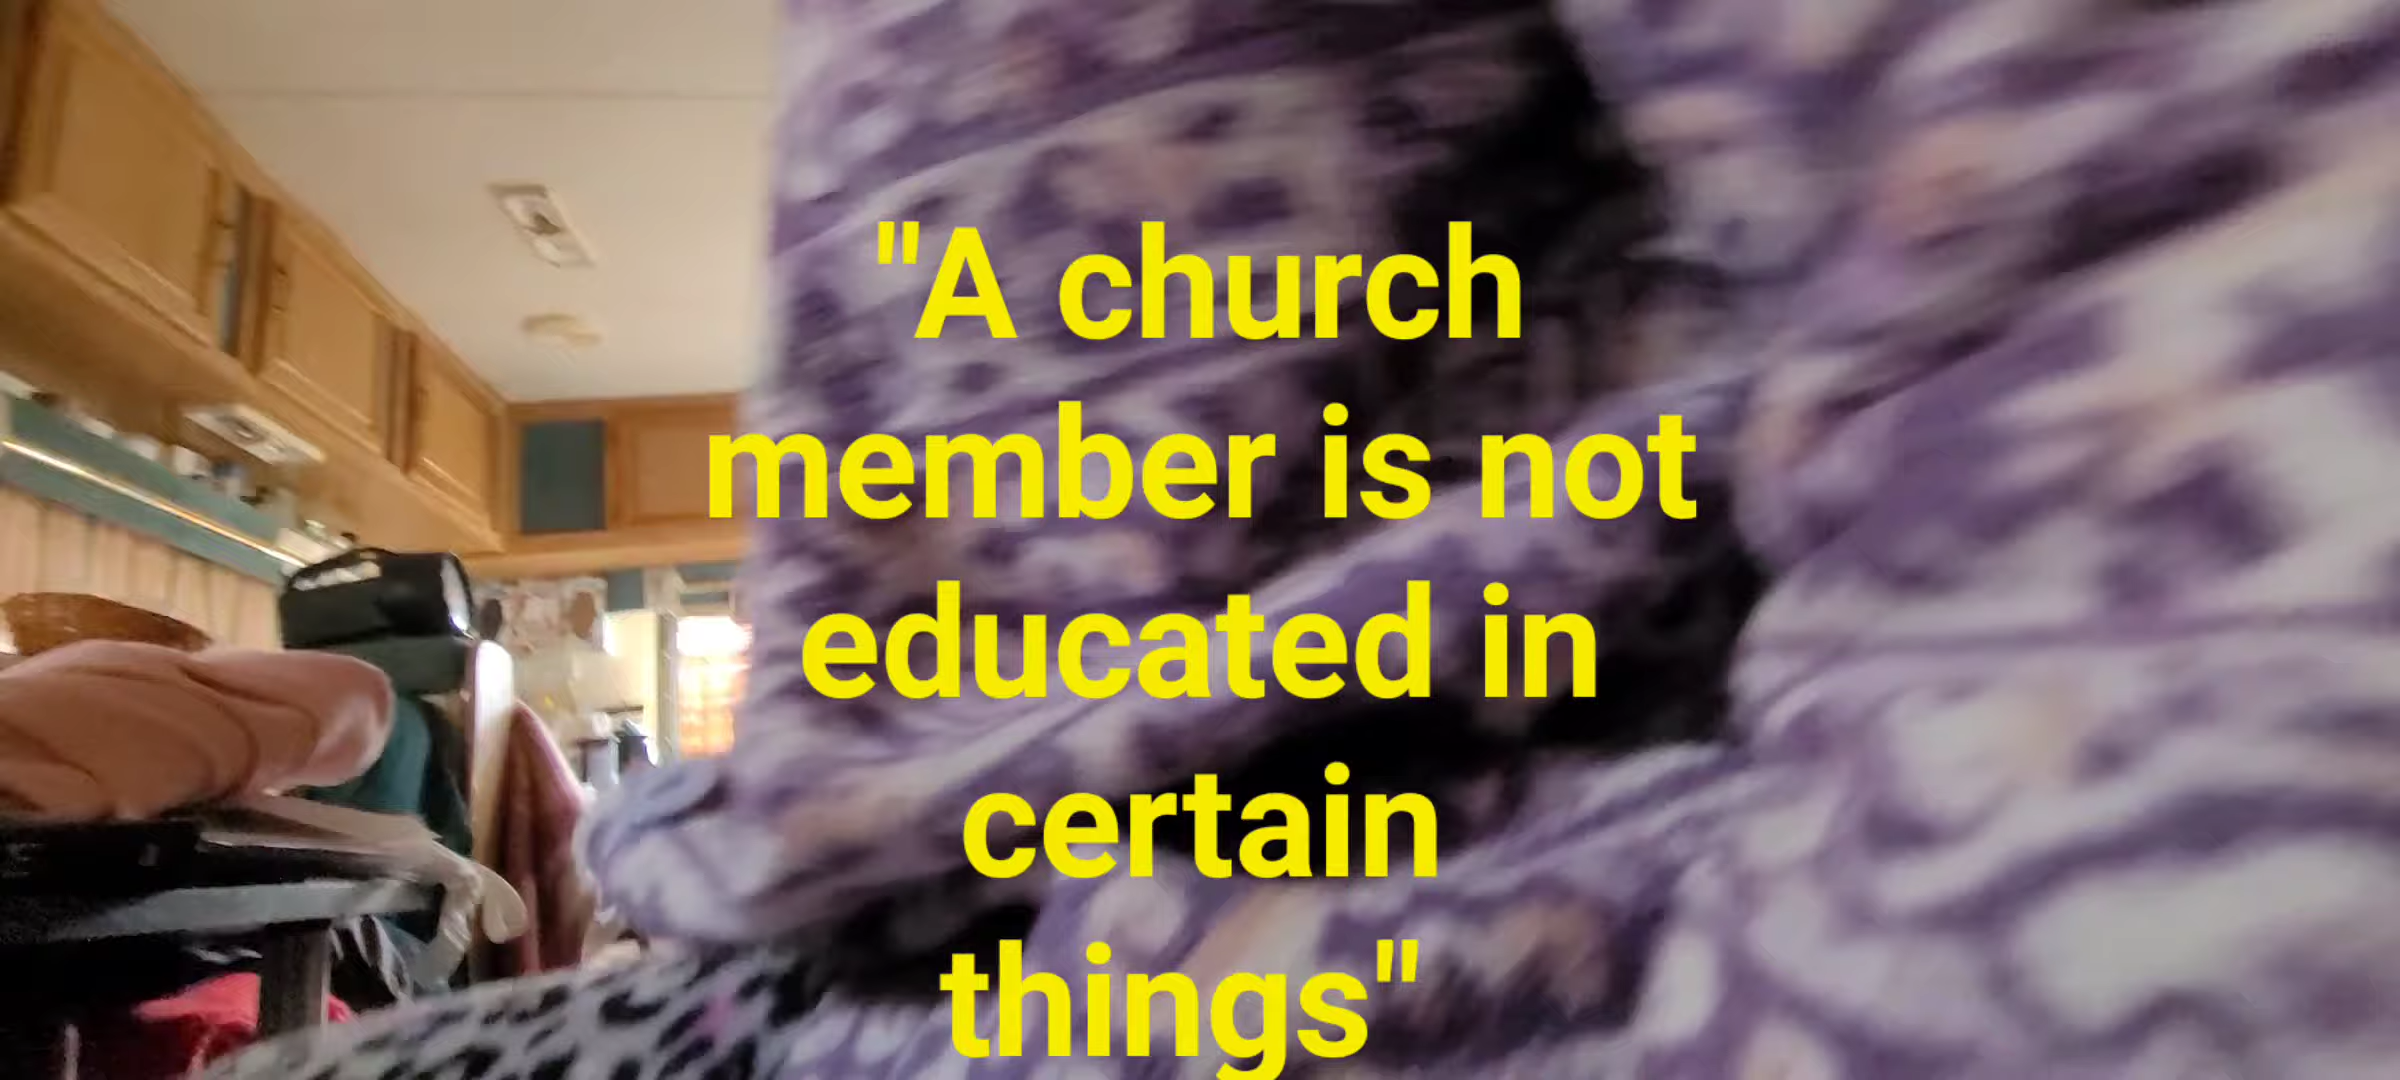 "A church
member is not
educated in
certain
things"